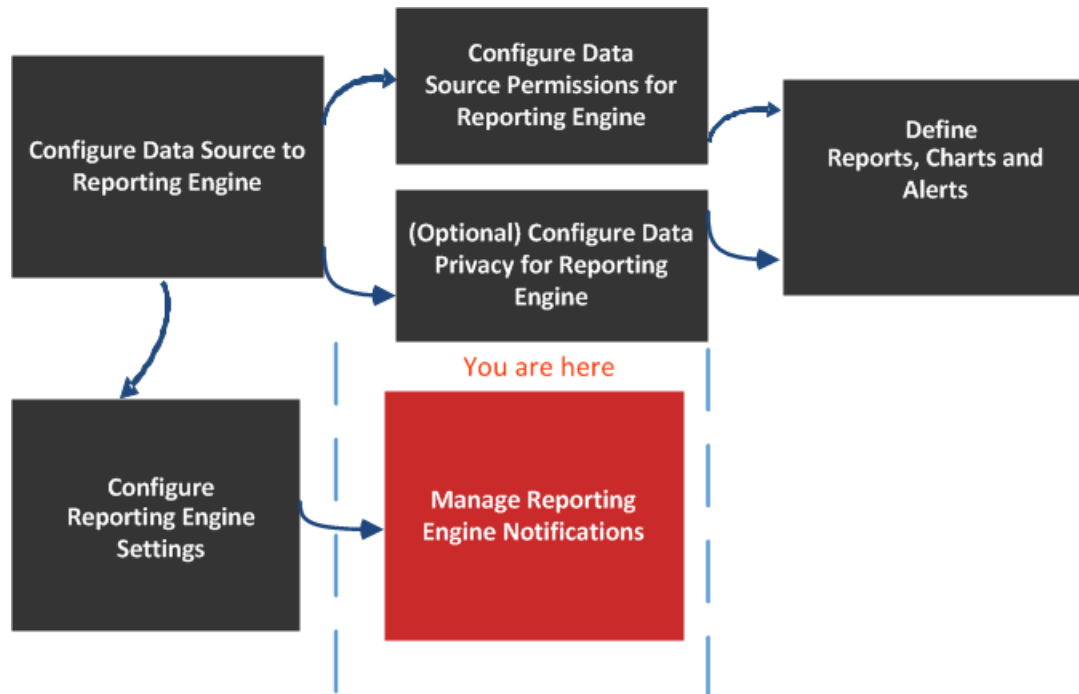 Configure Data Source to
Reporting Engine
Configure Data
Source Permissions for
Reporting Engine
(Optional) Configure Data
Privacy for Reporting
Engine
Define
Reports, Charts and
Alerts
You are here
Configure
Reporting Engine
Settings
Manage Reporting
Engine Notifications